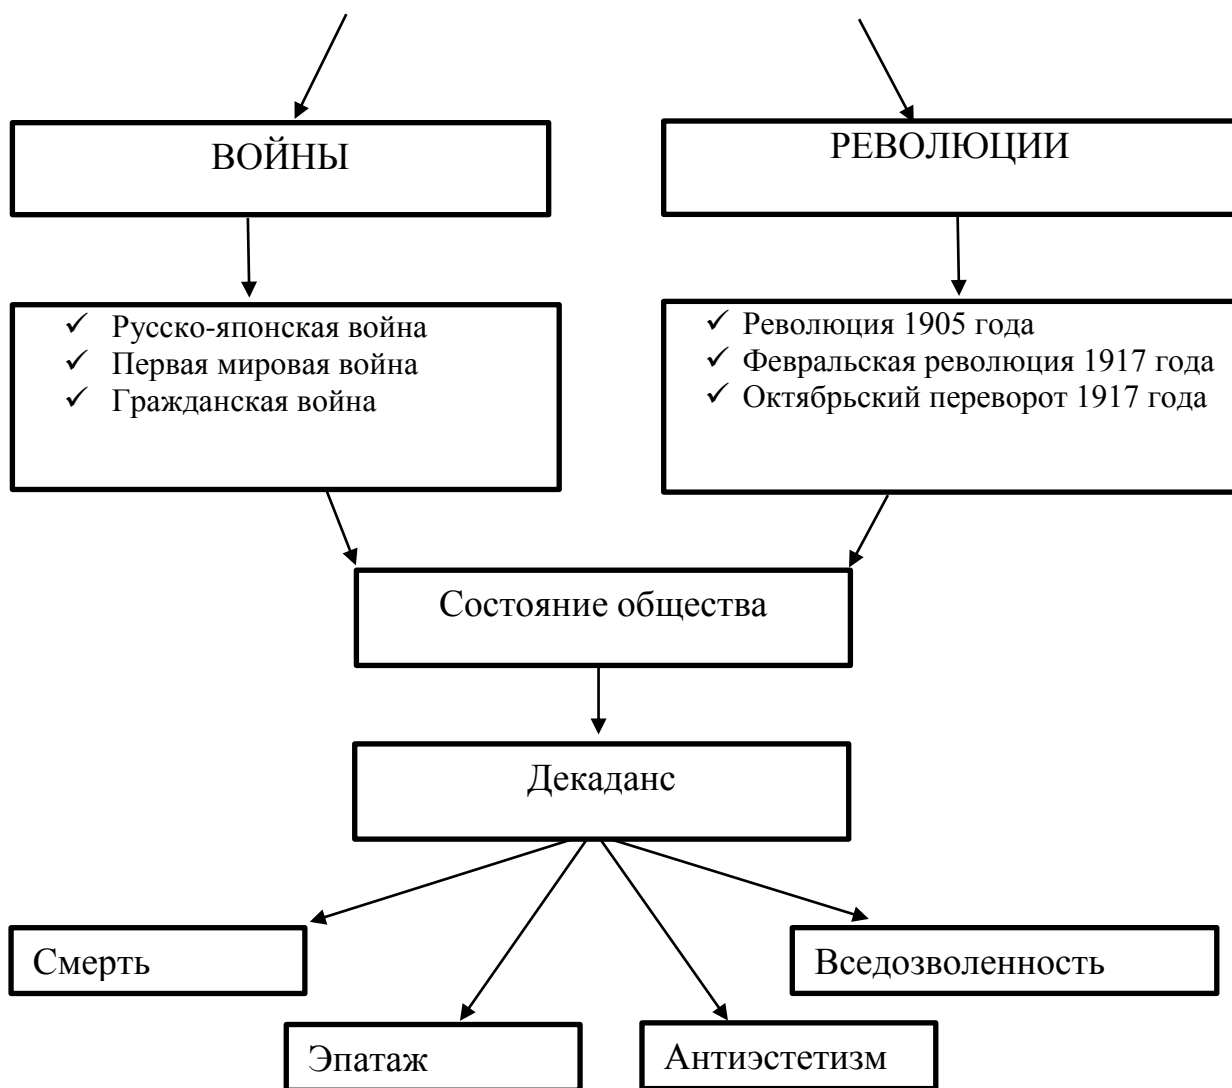 ВОЙНЫ
РЕВОЛЮЦИИ
✓ Русско-японская война
✓ Первая мировая война
✓ Гражданская война
✓ Революция 1905 года
✓ Февральская революция 1917 года
✓ Октябрьский переворот 1917 года
Состояние общества
Декаданс
Смерть
Вседозволенность
Эпатаж
Антиэстетизм